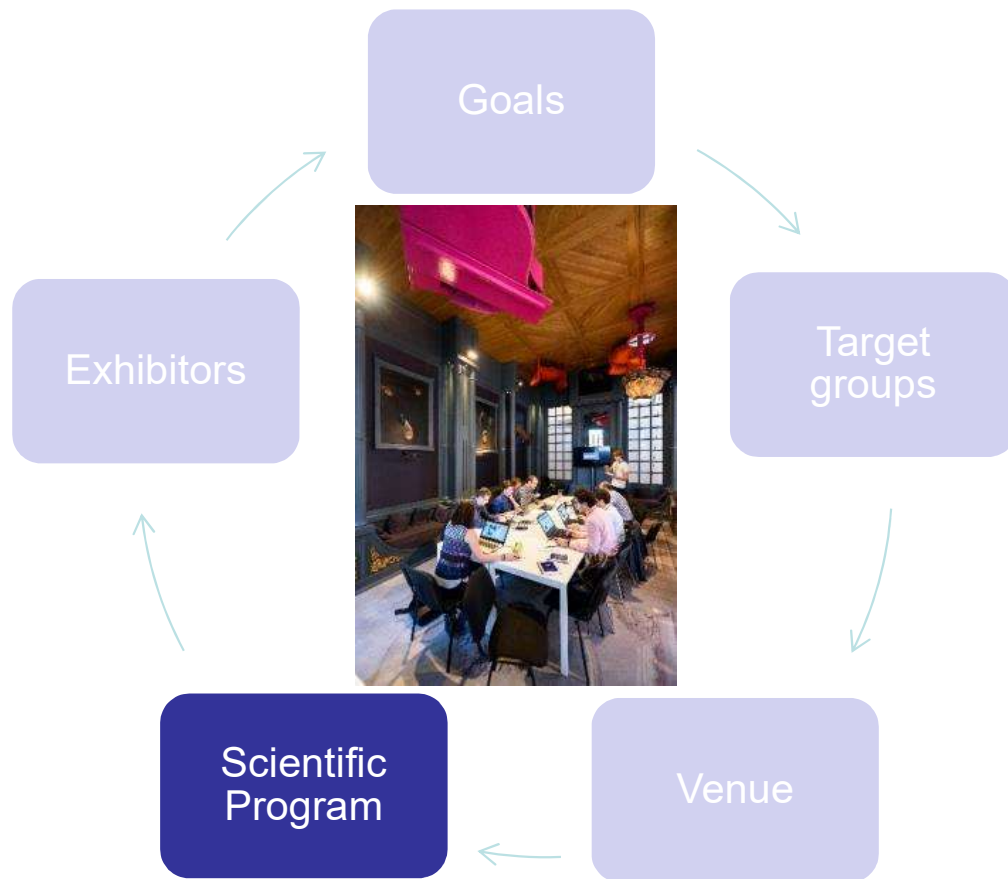 Goals
Target
groups
Venue
Scientific
Program
Exhibitors